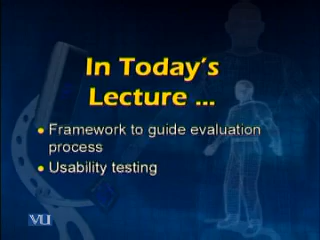 In Today's
Lecture ...
Framework to guide evaluation
process
Usability testing
VU